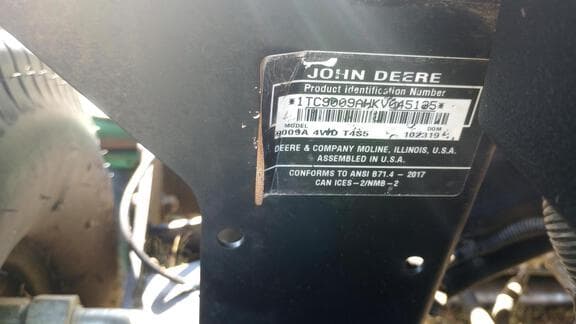 JOHN DEERE
Product Identification Number
*1TC9009AHKV045135*
MODEL DOM
9009A 4WD T4S5 102319
DEERE & COMPANY MOLINE, ILLINOIS, U.S.A.
ASSEMBLED IN U.S.A.
CONFORMS TO ANSI B71.4 - 2017
CAN ICES-2/NMB-2